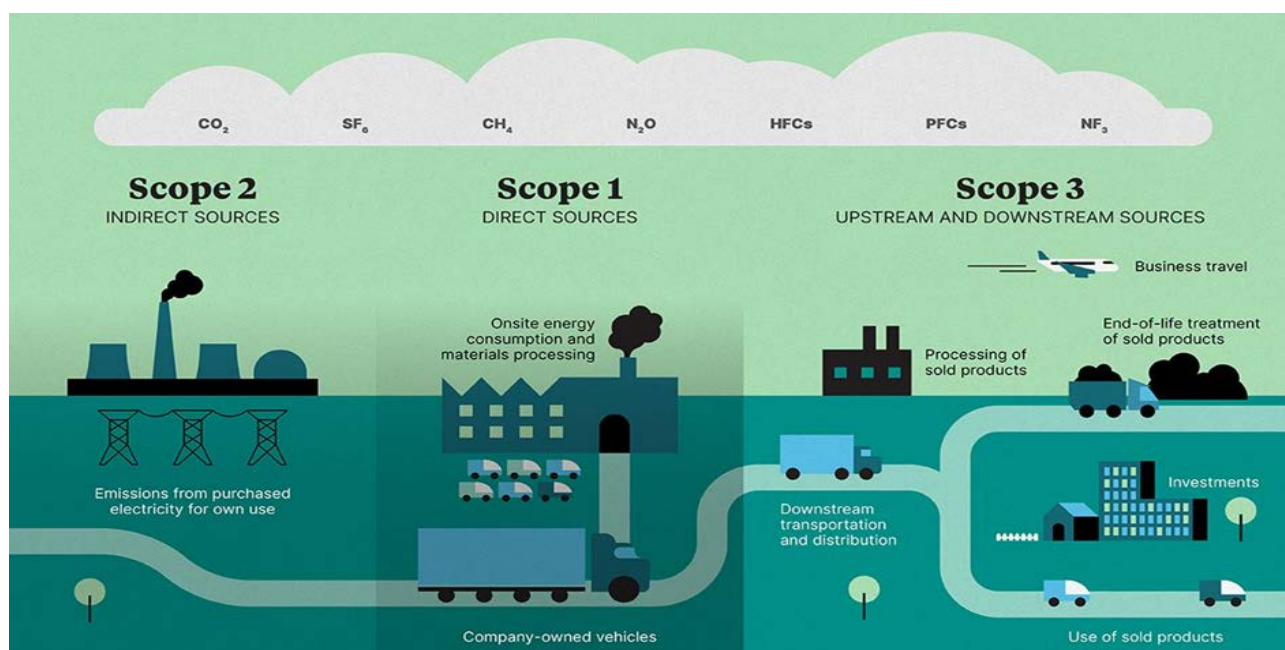 CO₂ SF₆ CH₄ N₂O HFCs PFCs NF₃
Scope 2
INDIRECT SOURCES
Emissions from purchased
electricity for own use
Scope 1
DIRECT SOURCES
Onsite energy
consumption and
materials processing
Company-owned vehicles
Scope 3
UPSTREAM AND DOWNSTREAM SOURCES
Business travel
Processing of
sold products
End-of-life treatment
of sold products
Downstream
transportation
and distribution
Investments
Use of sold products